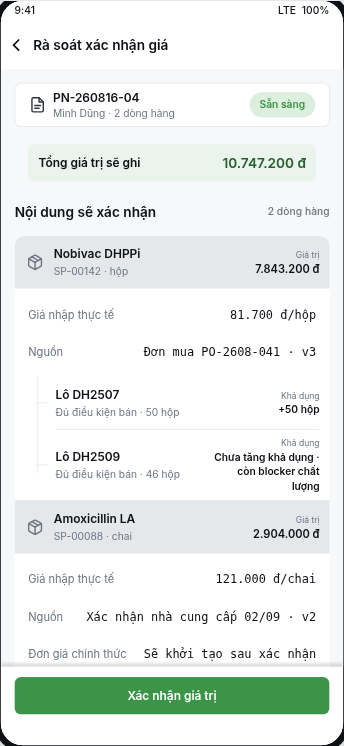 9:41
LTE 100%
Rà soát xác nhận giá
PN-260816-04
Minh Dũng · 2 dòng hàng
Sẵn sàng
Tổng giá trị sẽ ghi
10.747.200 đ
Nội dung sẽ xác nhận
2 dòng hàng
Nobivac DHPPi
SP-00142 · hộp
Giá trị
7.843.200 đ
Giá nhập thực tế
81.700 đ/hộp
Nguồn
Đơn mua PO-2608-041 · v3
Lô DH2507
Đủ điều kiện bán · 50 hộp
Khả dụng
+50 hộp
Lô DH2509
Đủ điều kiện bán · 46 hộp
Khả dụng
Chưa tăng khả dụng ·
còn blocker chất
lượng
Amoxicillin LA
SP-00088 · chai
Giá trị
2.904.000 đ
Giá nhập thực tế
121.000 đ/chai
Nguồn
Xác nhận nhà cung cấp 02/09 · v2
Đơn giá chính thức
Sẽ khởi tạo sau xác nhận
Xác nhận giá trị